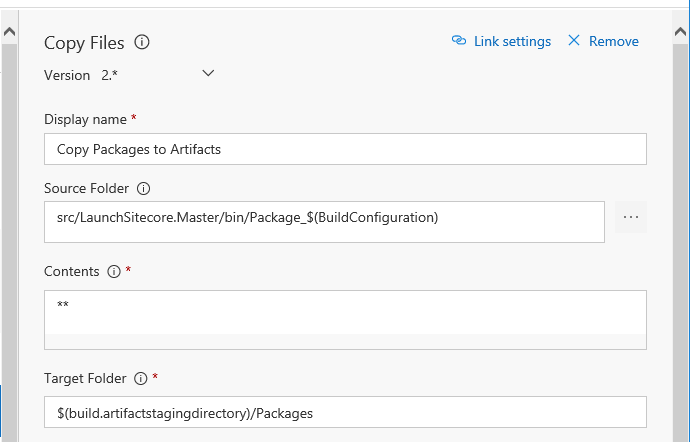 Copy Files
Link settings
Remove
Version 2.*
Display name *
Copy Packages to Artifacts
Source Folder
src/LaunchSitecore.Master/bin/Package_$(BuildConfiguration)
...
Contents *
**
Target Folder *
$(build.artifactstagingdirectory)/Packages